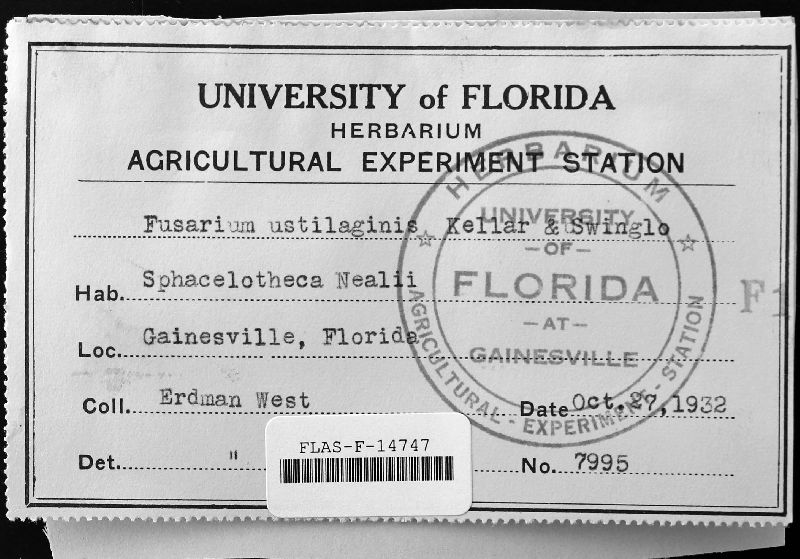 UNIVERSITY of FLORIDA
HERBARIUM
AGRICULTURAL EXPERIMENT STATION
Fusarium ustilaginis Kellar & Swinglo
Hab. Sphacelotheca Nealii
Loc. Gainesville, Florida
Coll. Erdman West Date Oct. 27, 1932
Det. " No. 7995
FLAS-F-14747
HERBARIUM
UNIVERSITY
OF
FLORIDA
AT
GAINESVILLE
AGRICULTURAL - EXPERIMENT - STATION
F1